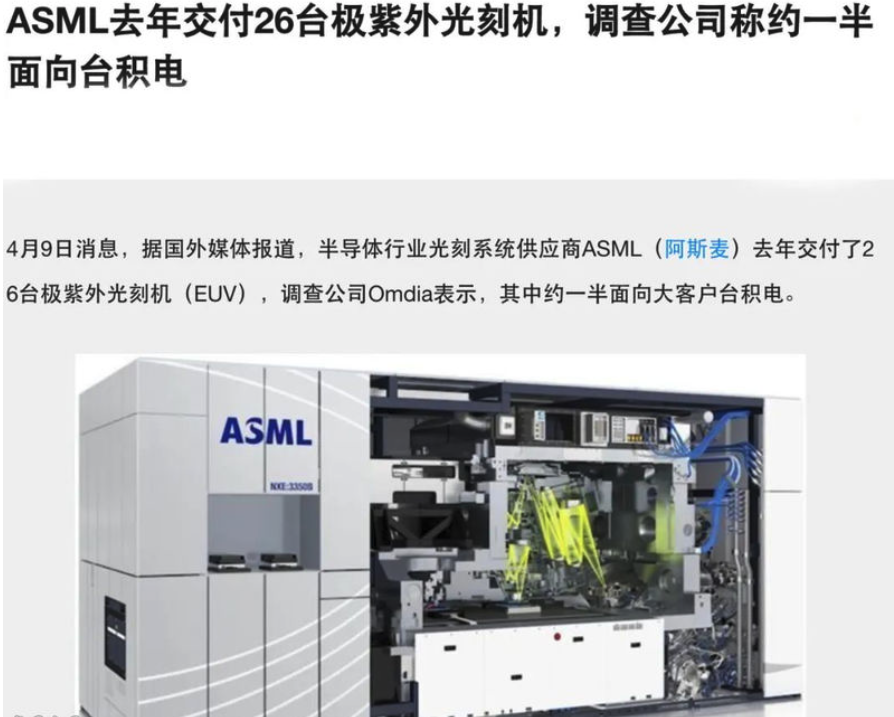 ASML去年交付26台极紫外光刻机，调查公司称约一半
面向台积电
4月9日消息，据国外媒体报道，半导体行业光刻系统供应商ASML（阿斯麦）去年交付了2
6台极紫外光刻机（EUV），调查公司Omdia表示，其中约一半面向大客户台积电。
ASML
NXE:3350B